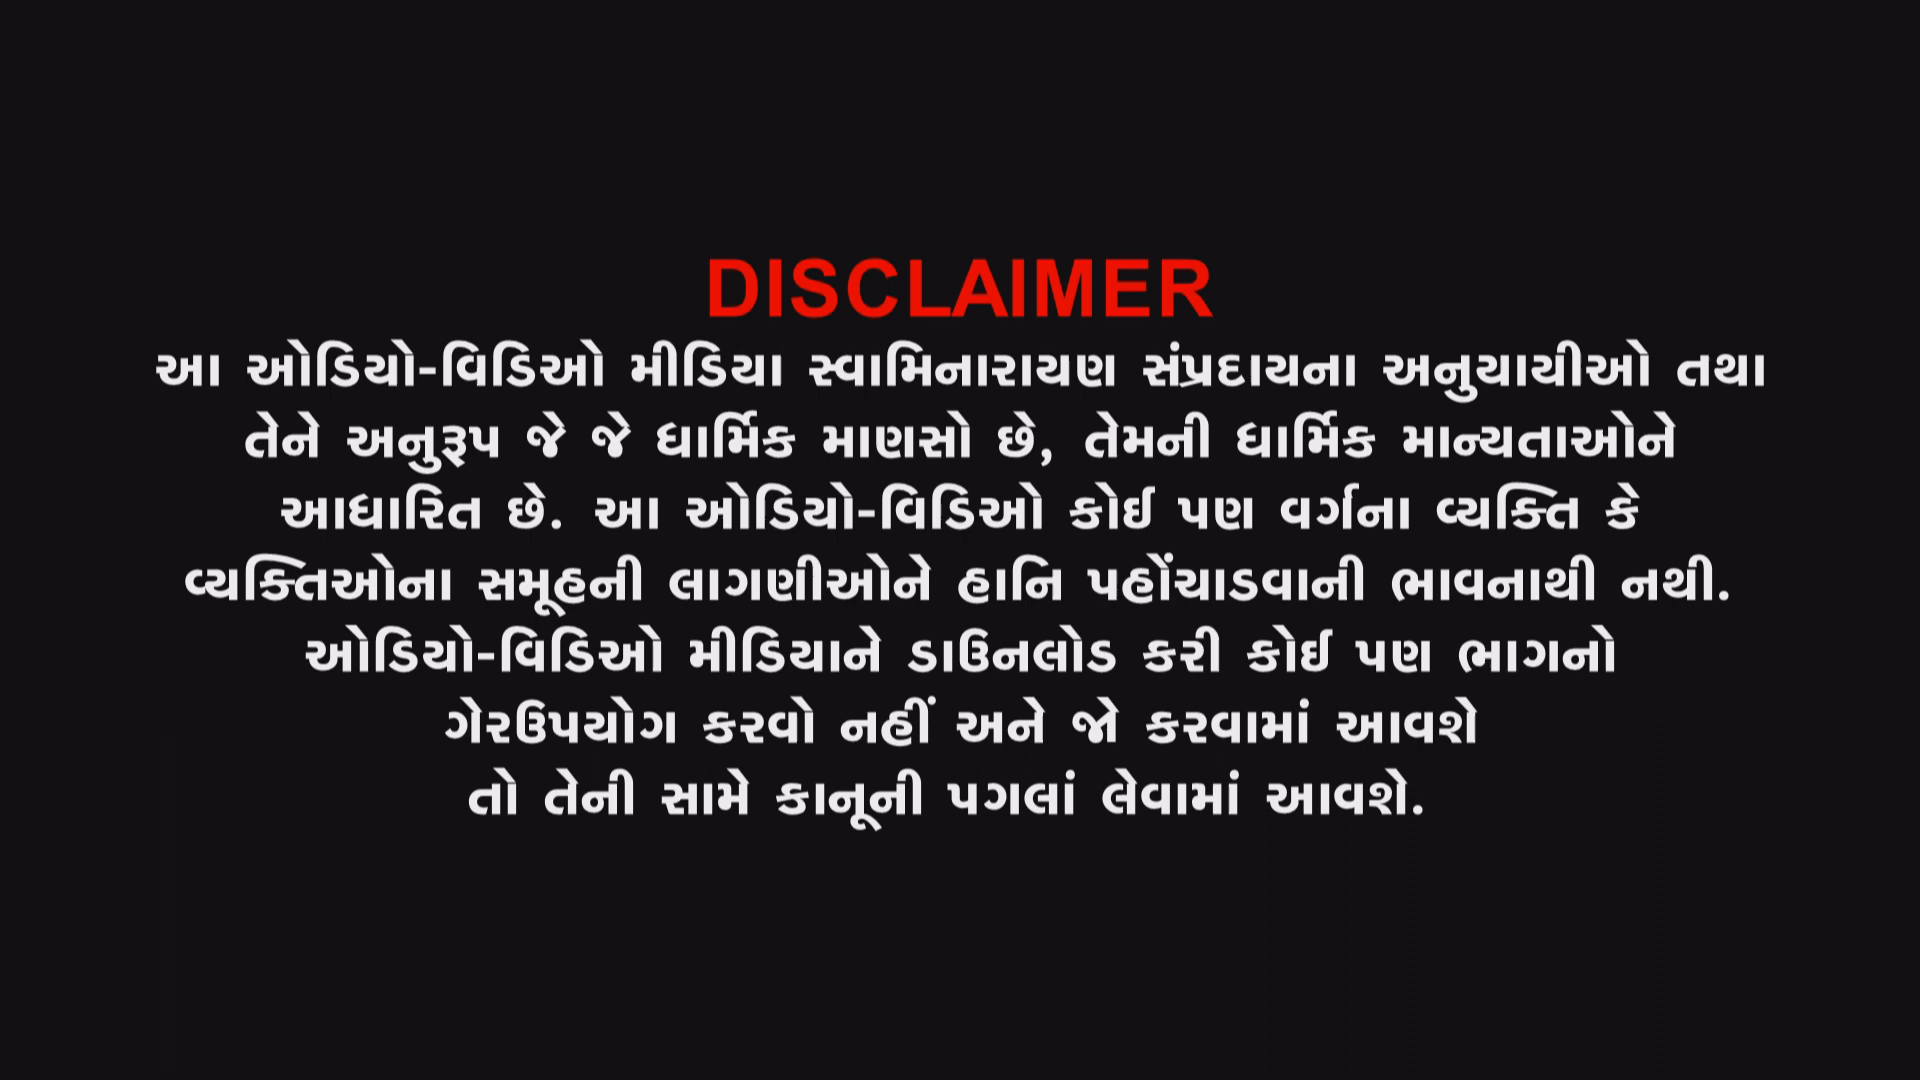 DISCLAIMER
આ ઓડિયો-વિડિઓ મીડિયા સ્વામિનારાયણ સંપ્રદાયના અનુયાયીઓ તથા
તેને અનુરૂપ જે જે ધાર્મિક માણસો છે, તેમની ધાર્મિક માન્યતાઓને
આધારિત છે. આ ઓડિયો-વિડિઓ કોઈ પણ વર્ગના વ્યક્તિ કે
વ્યક્તિઓના સમૂહની લાગણીઓને હાનિ પહોંચાડવાની ભાવનાથી નથી.
ઓડિયો-વિડિઓ મીડિયાને ડાઉનલોડ કરી કોઈ પણ ભાગનો
ગેરઉપયોગ કરવો નહીં અને જો કરવામાં આવશે
તો તેની સામે કાનૂની પગલાં લેવામાં આવશે.